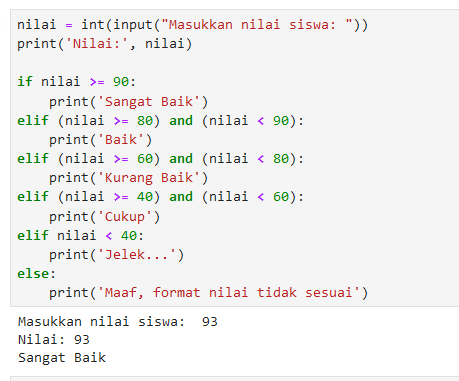 nilai = int(input("Masukkan nilai siswa: "))
print('Nilai:', nilai)
if nilai >= 90:
    print('Sangat Baik')
elif (nilai >= 80) and (nilai < 90):
    print('Baik')
elif (nilai >= 60) and (nilai < 80):
    print('Kurang Baik')
elif (nilai >= 40) and (nilai < 60):
    print('Cukup')
elif nilai < 40:
    print('Jelek...')
else:
    print('Maaf, format nilai tidak sesuai')
Masukkan nilai siswa:  93
Nilai: 93
Sangat Baik